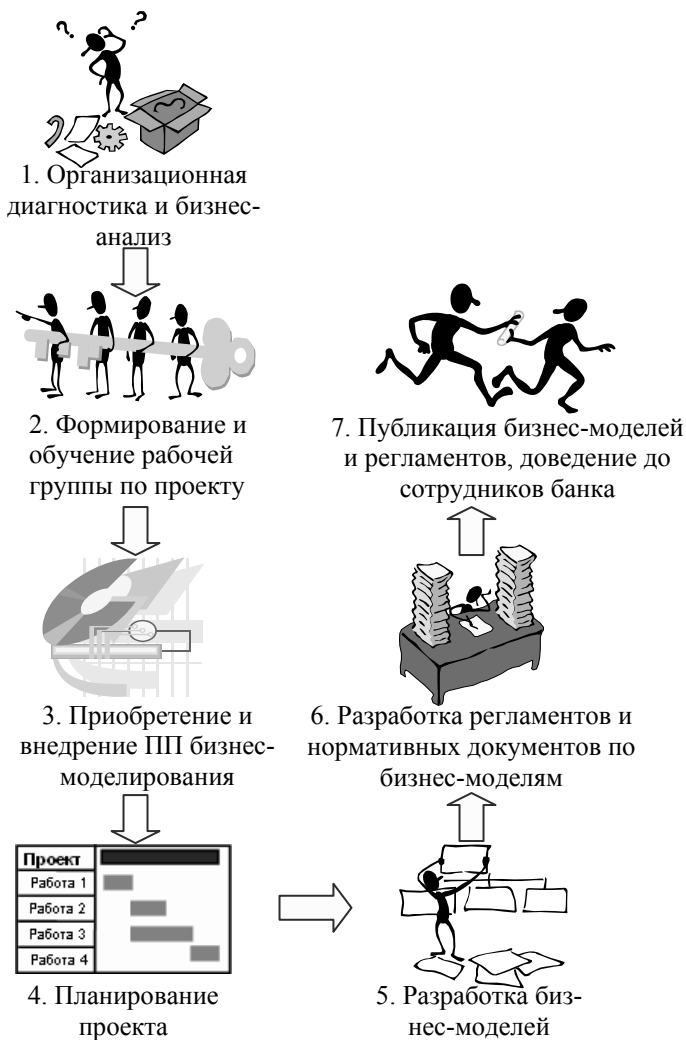 ? ?
1. Организационная
диагностика и бизнес-
анализ
2. Формирование и
обучение рабочей
группы по проекту
3. Приобретение и
внедрение ПП бизнес-
моделирования
Проект
Работа 1
Работа 2
Работа 3
Работа 4
4. Планирование
проекта
5. Разработка биз-
нес-моделей
6. Разработка регламентов и
нормативных документов по
бизнес-моделям
7. Публикация бизнес-моделей
и регламентов, доведение до
сотрудников банка